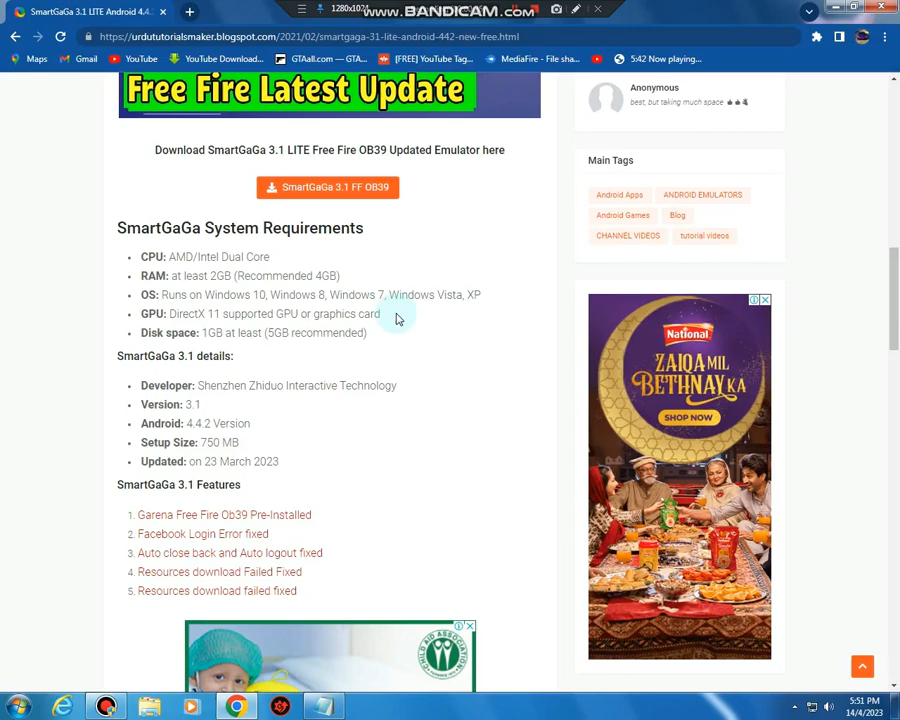 SmartGaGa 3.1 LITE Android 4.4.
1280x1024
www.BANDICAM.com
https://urdututorialsmaker.blogspot.com/2021/02/smartgaga-31-lite-android-442-new-free.html
Maps
Gmail
YouTube
YouTube Download...
GTAall.com — GTA...
[FREE] YouTube Tag...
MediaFire - File sha...
5:42 Now playing...
Free Fire Latest Update
Anonymous
best, but taking much space
Download SmartGaGa 3.1 LITE Free Fire OB39 Updated Emulator here
SmartGaGa 3.1 FF OB39
Main Tags
Android Apps
ANDROID EMULATORS
Android Games
Blog
CHANNEL VIDEOS
tutorial videos
SmartGaGa System Requirements
• CPU: AMD/Intel Dual Core
• RAM: at least 2GB (Recommended 4GB)
• OS: Runs on Windows 10, Windows 8, Windows 7, Windows Vista, XP
• GPU: DirectX 11 supported GPU or graphics card
• Disk space: 1GB at least (5GB recommended)
SmartGaGa 3.1 details:
• Developer: Shenzhen Zhiduo Interactive Technology
• Version: 3.1
• Android: 4.4.2 Version
• Setup Size: 750 MB
• Updated: on 23 March 2023
SmartGaGa 3.1 Features
1. Garena Free Fire Ob39 Pre-Installed
2. Facebook Login Error fixed
3. Auto close back and Auto logout fixed
4. Resources download Failed Fixed
5. Resources download failed fixed
National
ZAIQA MIL
BETHNAY KA
SHOP NOW
5:51 PM
14/4/2023